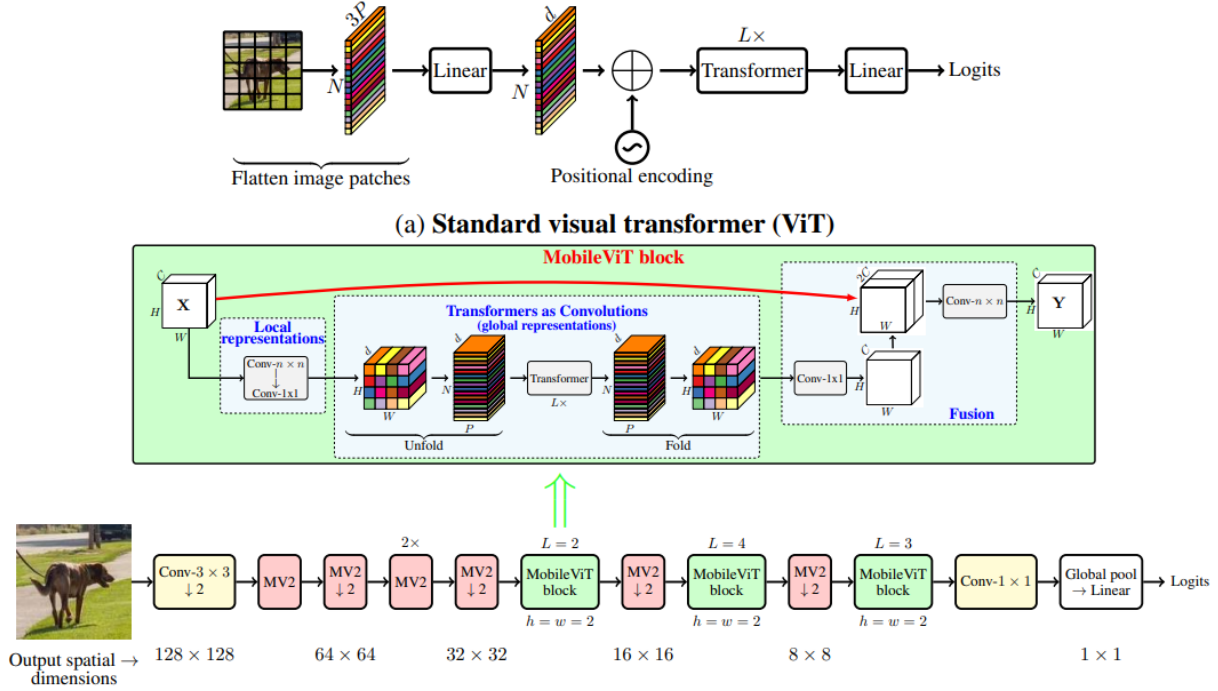 3P
d
L×
N
Linear
N
Transformer
Linear
Logits
Flatten image patches
Positional encoding
(a) Standard visual transformer (ViT)
MobileViT block
C
H
X
W
Local
representations
Conv-n × n
↓
Conv-1x1
Transformers as Convolutions
(global representations)
d
H
W
Unfold
d
N
P
Transformer
L×
d
N
P
Fold
d
H
W
Conv-1x1
C
H
W
2C
H
W
Conv-n × n
Fusion
C
H
Y
W
Conv-3 × 3
↓ 2
MV2
MV2
↓ 2
2×
MV2
MV2
↓ 2
L = 2
MobileViT
block
h = w = 2
MV2
↓ 2
L = 4
MobileViT
block
h = w = 2
MV2
↓ 2
L = 3
MobileViT
block
h = w = 2
Conv-1 × 1
Global pool
→ Linear
Logits
Output spatial →
dimensions
128 × 128
64 × 64
32 × 32
16 × 16
8 × 8
1 × 1